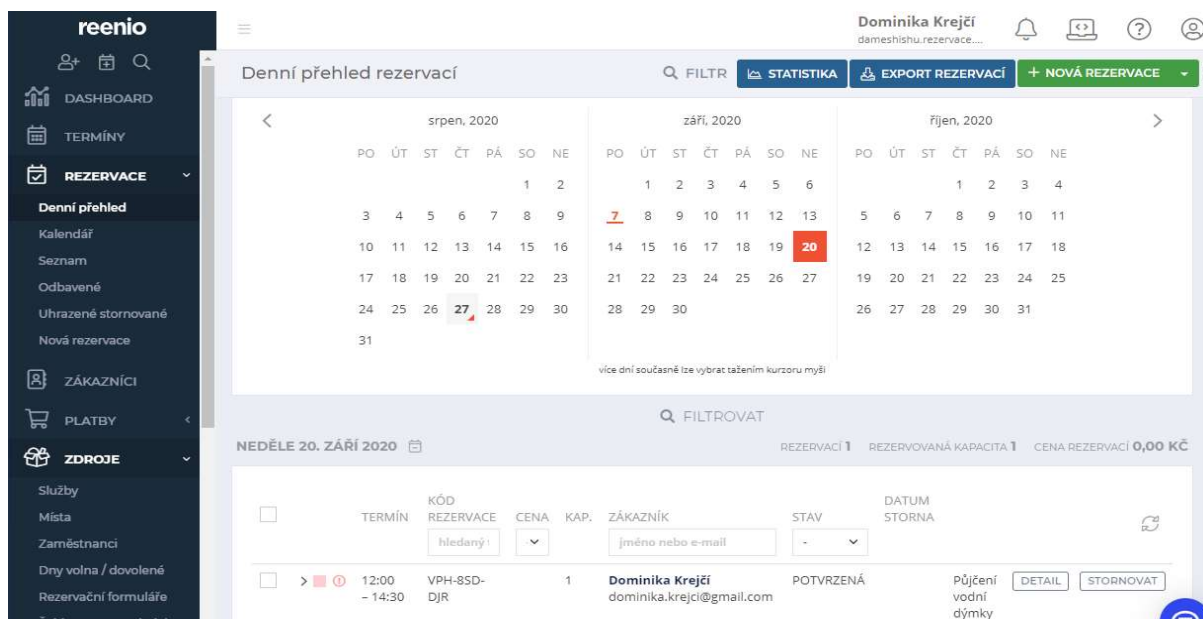 reenio
Dominika Krejčí
dameshishu.rezervace....
DASHBOARD
TERMÍNY
REZERVACE
Denní přehled
Kalendář
Seznam
Odbavené
Uhrazené stornované
Nová rezervace
ZÁKAZNÍCI
PLATBY
ZDROJE
Služby
Místa
Zaměstnanci
Dny volna / dovolené
Rezervační formuláře
Denní přehled rezervací
FILTR
STATISTIKA
EXPORT REZERVACÍ
+ NOVÁ REZERVACE
srpen, 2020
PO ÚT ST ČT PÁ SO NE
1 2
3 4 5 6 7 8 9
10 11 12 13 14 15 16
17 18 19 20 21 22 23
24 25 26 27 28 29 30
31
září, 2020
PO ÚT ST ČT PÁ SO NE
1 2 3 4 5 6
7 8 9 10 11 12 13
14 15 16 17 18 19 20
21 22 23 24 25 26 27
28 29 30
říjen, 2020
PO ÚT ST ČT PÁ SO NE
1 2 3 4
5 6 7 8 9 10 11
12 13 14 15 16 17 18
19 20 21 22 23 24 25
26 27 28 29 30 31
více dní současně lze vybrat tažením kurzoru myši
FILTROVAT
NEDĚLE 20. ZÁŘÍ 2020
REZERVACÍ 1 REZERVOVANÁ KAPACITA 1 CENA REZERVACÍ 0,00 KČ
TERMÍN
KÓD
REZERVACE
CENA
KAP.
ZÁKAZNÍK
STAV
DATUM
STORNA
hledaný
jméno nebo e-mail
-
12:00
– 14:30
VPH-8SD-
DJR
1
Dominika Krejčí
dominika.krejci@gmail.com
POTVRZENÁ
Půjčení
vodní
dýmky
DETAIL
STORNOVAT